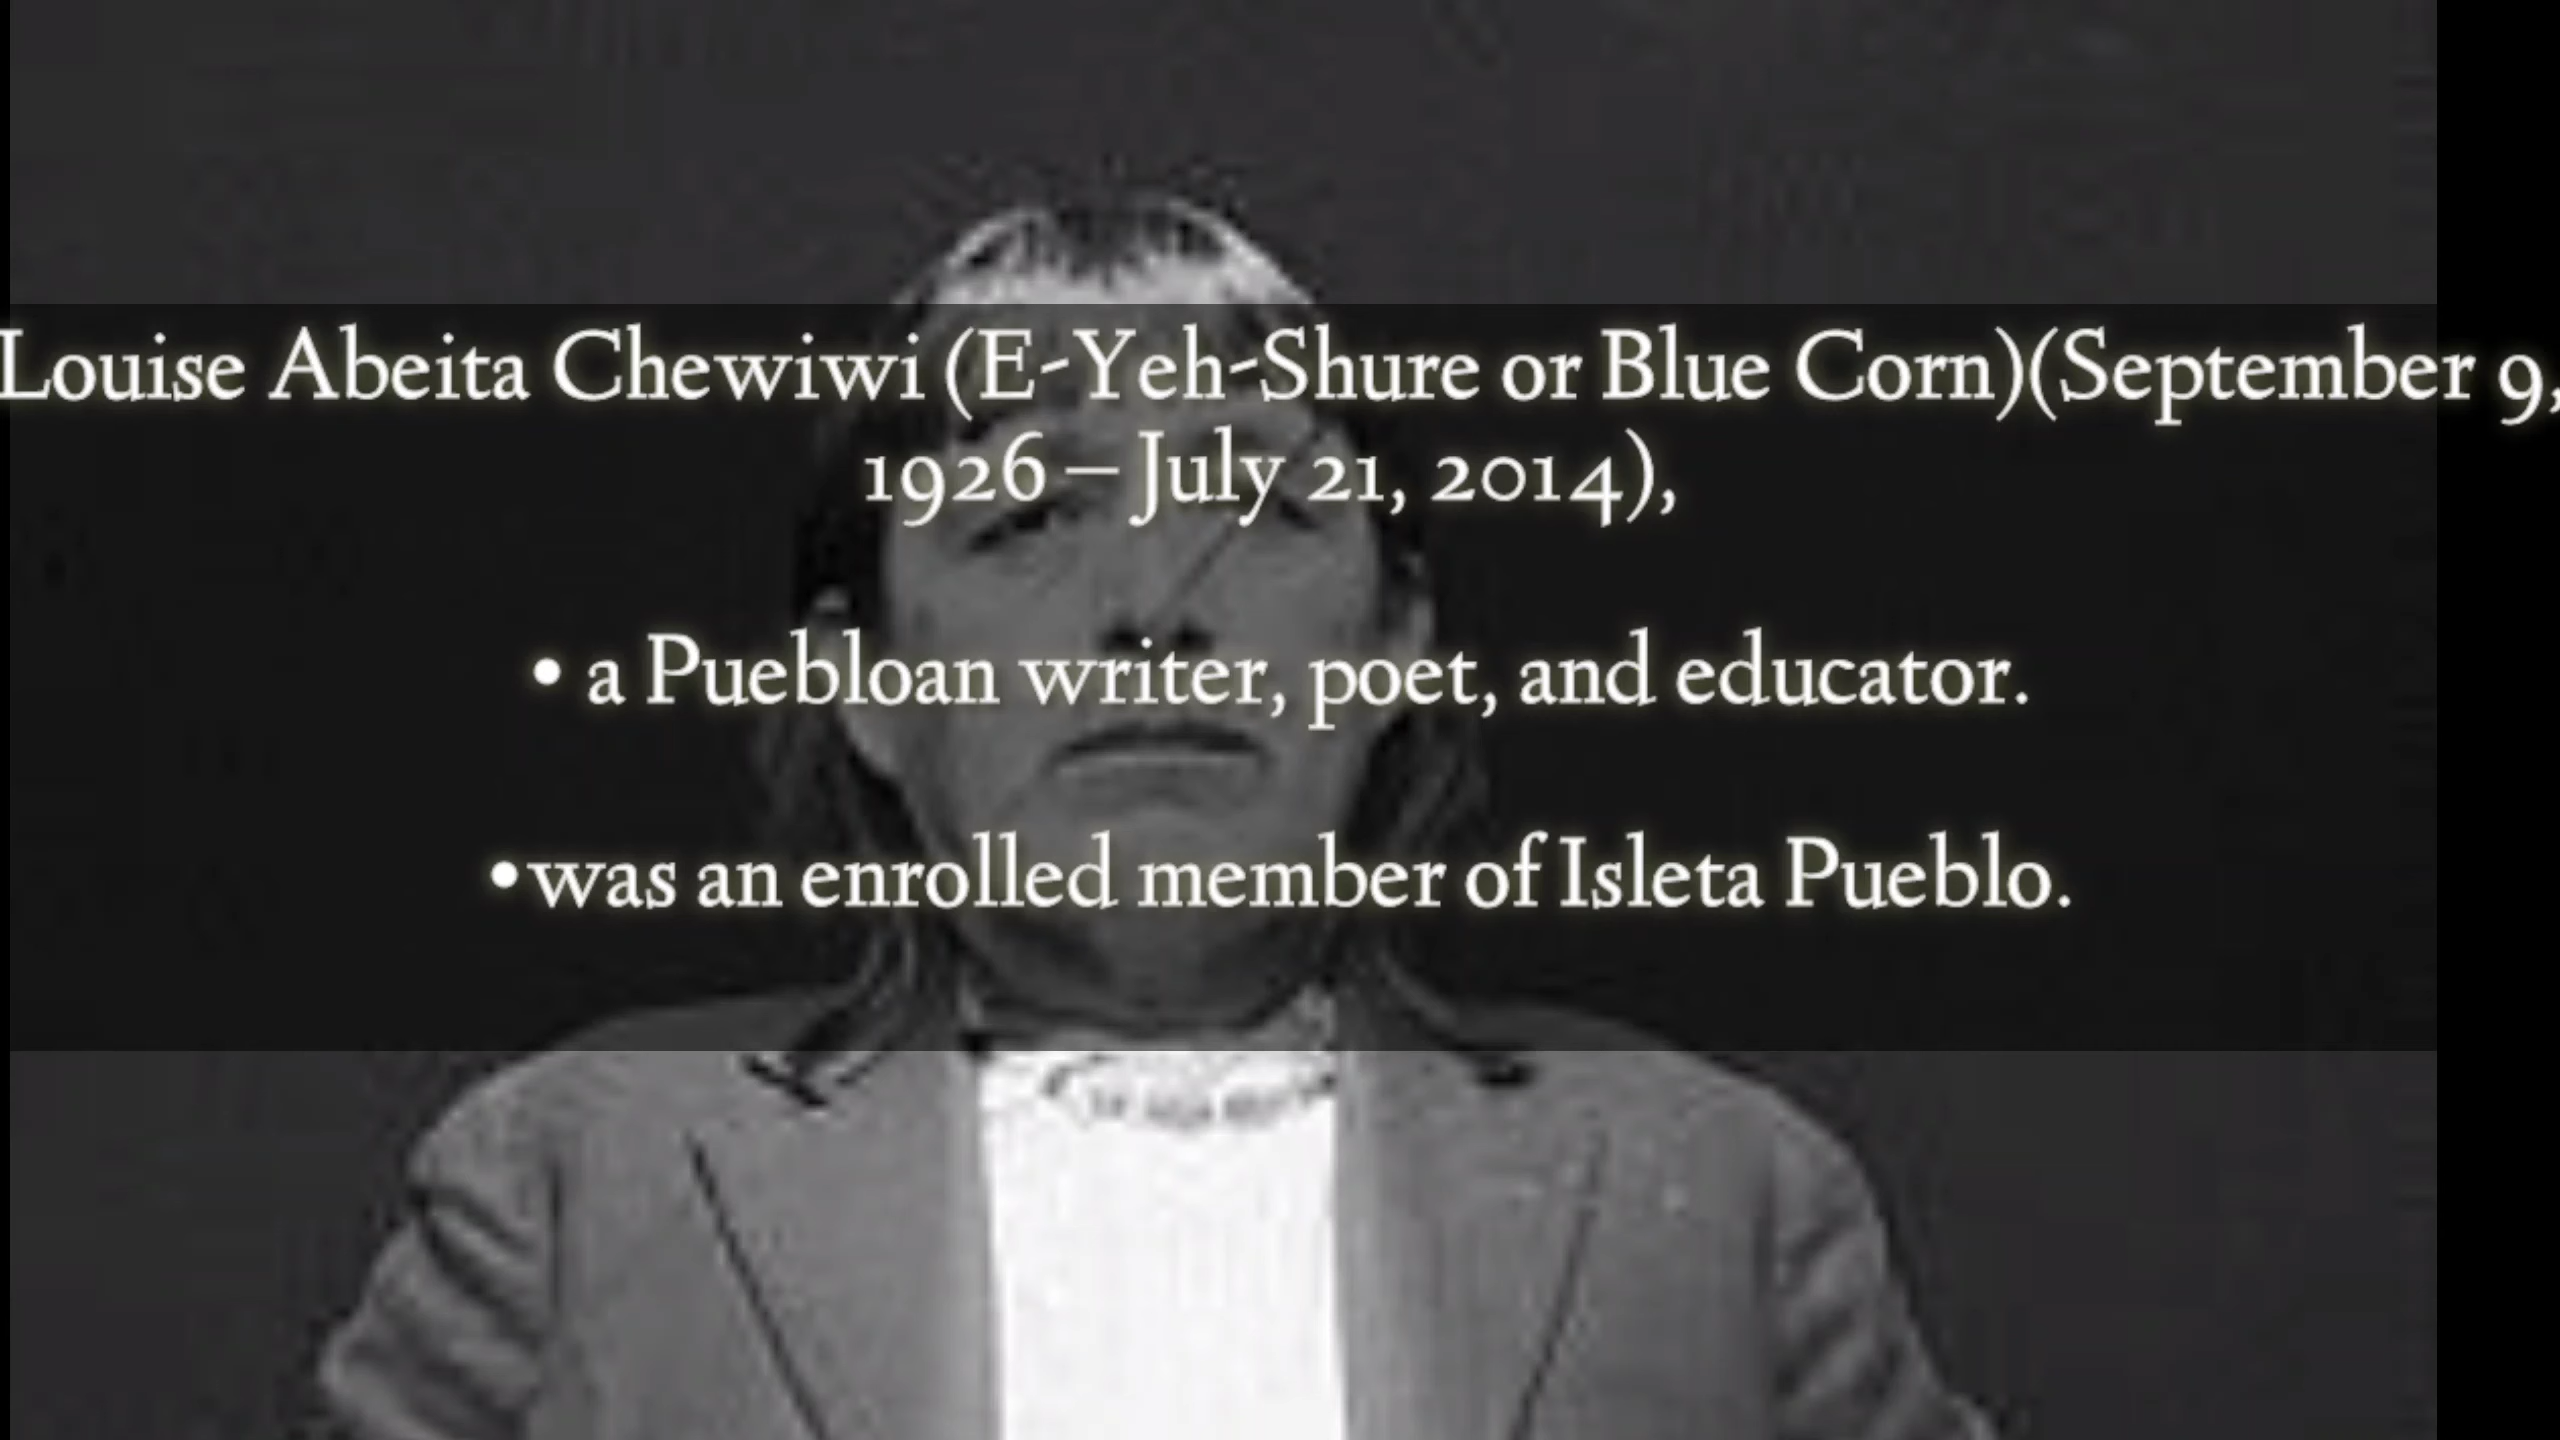 Louise Abeita Chewiwi (E-Yeh-Shure or Blue Corn)(September 9,
1926 – July 21, 2014),
• a Puebloan writer, poet, and educator.
•was an enrolled member of Isleta Pueblo.